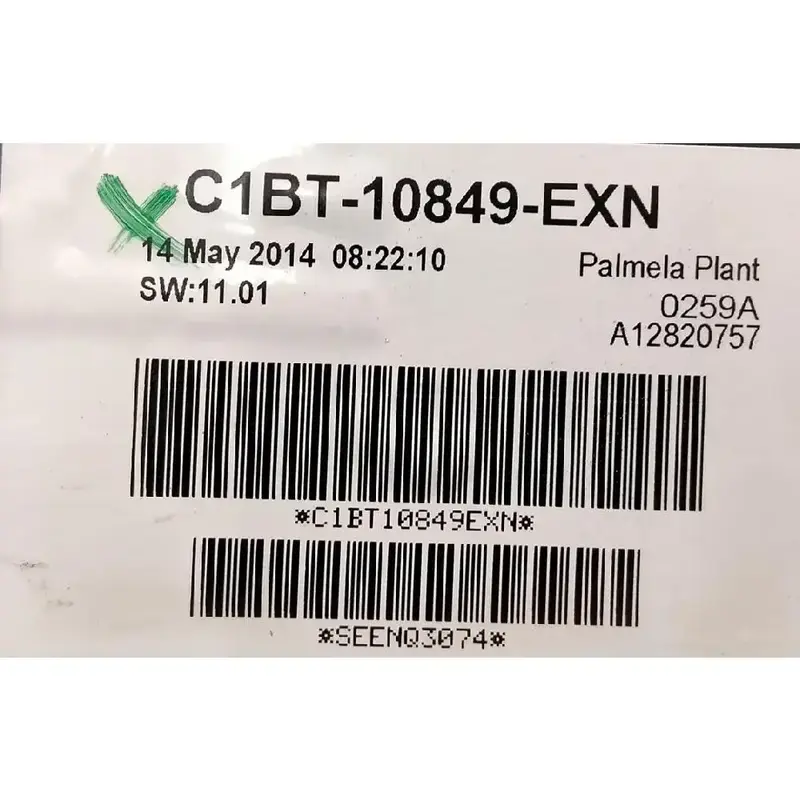 C1BT-10849-EXN
14 May 2014 08:22:10
Palmela Plant
SW:11.01
0259A
A12820757
*C1BT10849EXN*
*SEENQ3074*